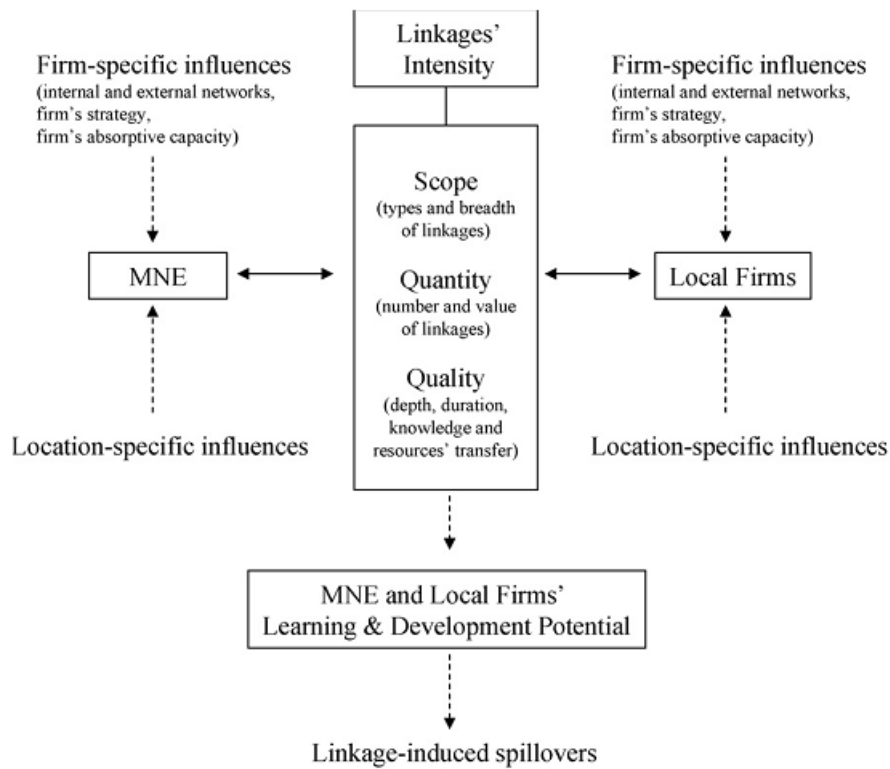 Linkages'
Intensity
Firm-specific influences
(internal and external networks,
firm's strategy,
firm's absorptive capacity)
Firm-specific influences
(internal and external networks,
firm's strategy,
firm's absorptive capacity)
Scope
(types and breadth
of linkages)
MNE
Quantity
(number and value
of linkages)
Local Firms
Quality
(depth, duration,
knowledge and
resources' transfer)
Location-specific influences
Location-specific influences
MNE and Local Firms'
Learning & Development Potential
Linkage-induced spillovers